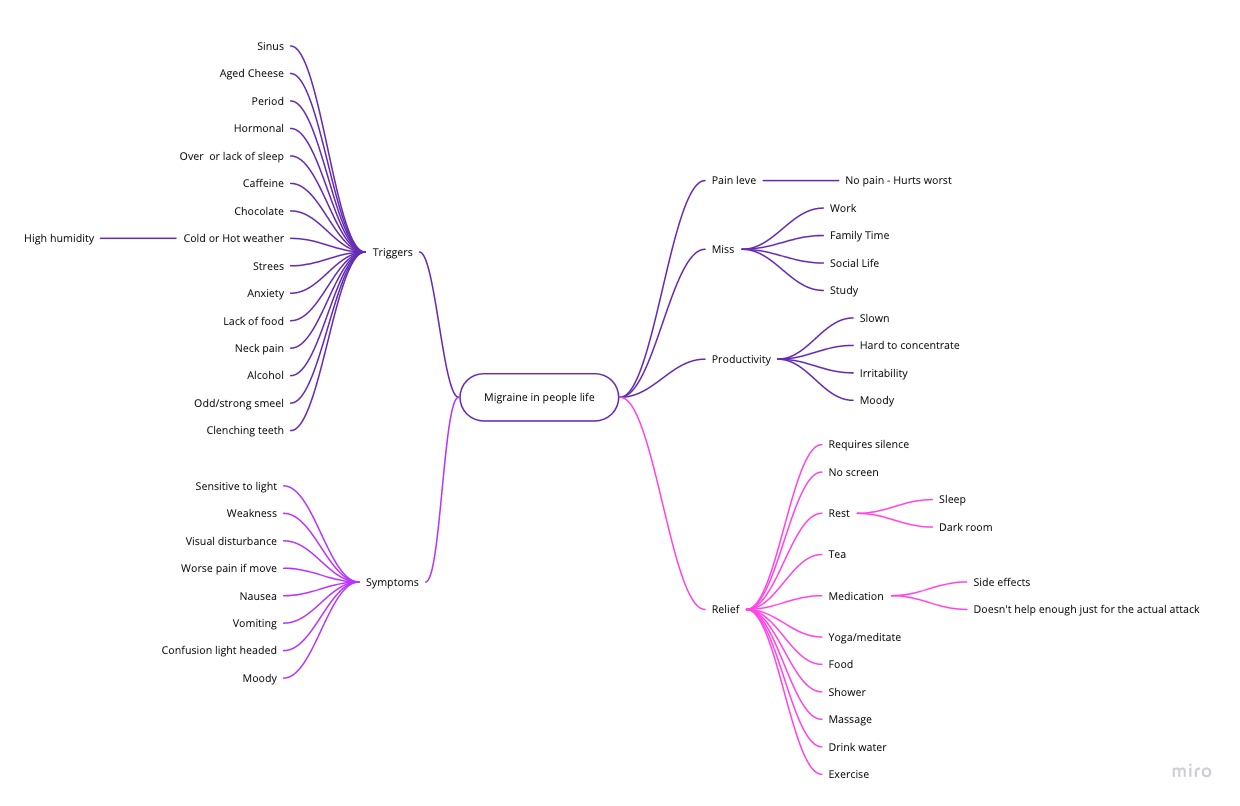 Sinus
Aged Cheese
Period
Hormonal
Over  or lack of sleep
Caffeine
Chocolate
High humidity
Cold or Hot weather
Strees
Anxiety
Lack of food
Neck pain
Alcohol
Odd/strong smeel
Clenching teeth
Triggers
Sensitive to light
Weakness
Visual disturbance
Worse pain if move
Nausea
Vomiting
Confusion light headed
Moody
Symptoms
Migraine in people life
Pain leve
No pain - Hurts worst
Miss
Work
Family Time
Social Life
Study
Productivity
Slown
Hard to concentrate
Irritability
Moody
Relief
Requires silence
No screen
Rest
Sleep
Dark room
Tea
Medication
Side effects
Doesn't help enough just for the actual attack
Yoga/meditate
Food
Shower
Massage
Drink water
Exercise
miro